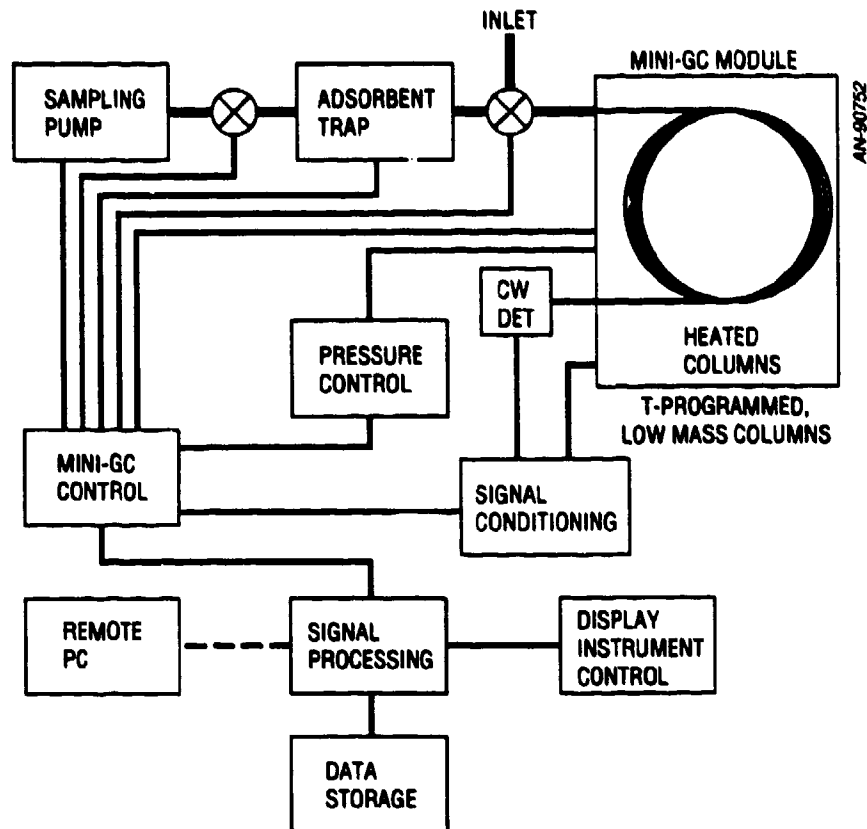 INLET
MINI-GC MODULE
SAMPLING
PUMP
ADSORBENT
TRAP
AN-90752
CW
DET
HEATED
COLUMNS
PRESSURE
CONTROL
T-PROGRAMMED,
LOW MASS COLUMNS
MINI-GC
CONTROL
SIGNAL
CONDITIONING
REMOTE
PC
SIGNAL
PROCESSING
DISPLAY
INSTRUMENT
CONTROL
DATA
STORAGE